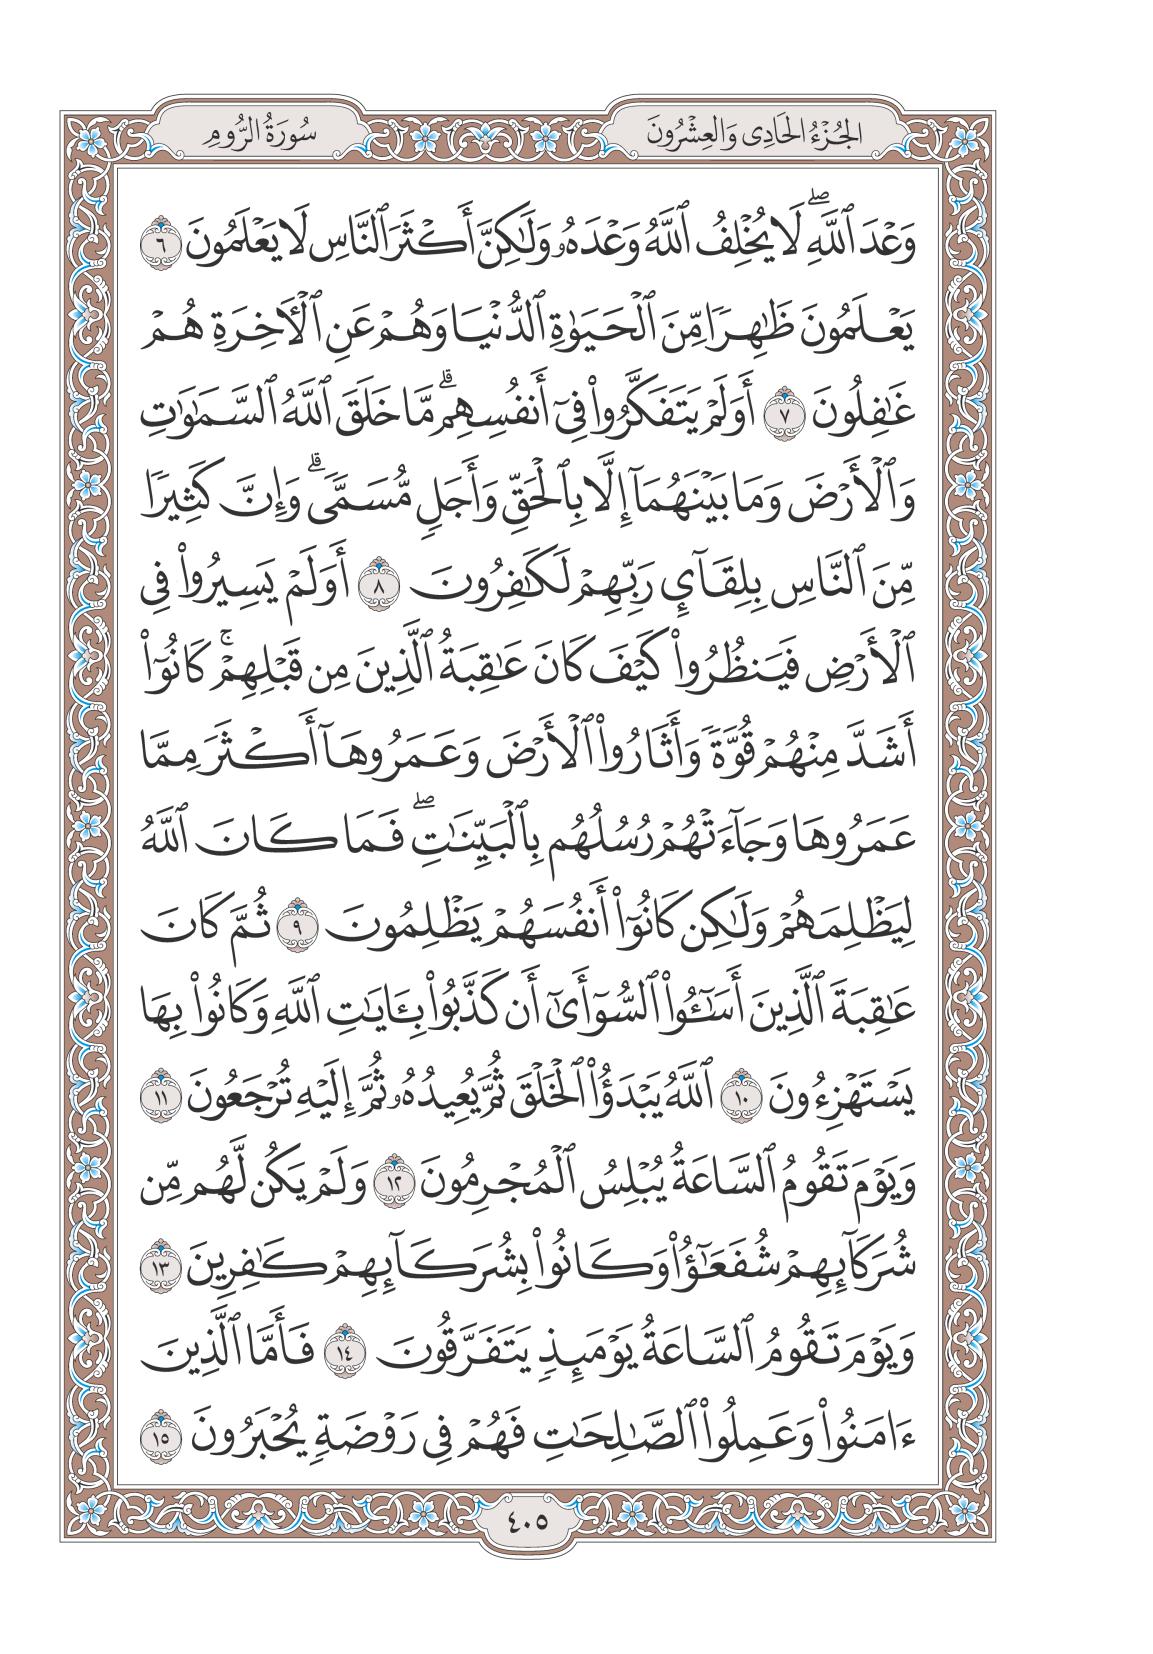 الجُزْءُ الحَادِى وَالعِشْرُونَ
سُورَةُ الرُّومِ
وَعْدَ ٱللَّهِۖ لَا يُخْلِفُ ٱللَّهُ وَعْدَهُۥ وَلَٰكِنَّ أَكْثَرَ ٱلنَّاسِ لَا يَعْلَمُونَ ٦
يَعْلَمُونَ ظَٰهِرًا مِّنَ ٱلْحَيَوٰةِ ٱلدُّنْيَا وَهُمْ عَنِ ٱلْءَاخِرَةِ هُمْ
غَٰفِلُونَ ٧ أَوَلَمْ يَتَفَكَّرُوا۟ فِىٓ أَنفُسِهِمۗ مَّا خَلَقَ ٱللَّهُ ٱلسَّمَٰوَٰتِ
وَٱلْأَرْضَ وَمَا بَيْنَهُمَآ إِلَّا بِٱلْحَقِّ وَأَجَلٍ مُّسَمًّىۗ وَإِنَّ كَثِيرًا
مِّنَ ٱلنَّاسِ بِلِقَآئِ رَبِّهِمْ لَكَٰفِرُونَ ٨ أَوَلَمْ يَسِيرُوا۟ فِى
ٱلْأَرْضِ فَيَنظُرُوا۟ كَيْفَ كَانَ عَٰقِبَةُ ٱلَّذِينَ مِن قَبْلِهِمْۚ كَانُوٓا۟
أَشَدَّ مِنْهُمْ قُوَّةً وَأَثَارُوا۟ ٱلْأَرْضَ وَعَمَرُوهَآ أَكْثَرَ مِمَّا
عَمَرُوهَا وَجَآءَتْهُمْ رُسُلُهُم بِٱلْبَيِّنَٰتِۖ فَمَا كَانَ ٱللَّهُ
لِيَظْلِمَهُمْ وَلَٰكِن كَانُوٓا۟ أَنفُسَهُمْ يَظْلِمُونَ ٩ ثُمَّ كَانَ
عَٰقِبَةَ ٱلَّذِينَ أَسَٰٓـُٔوا۟ ٱلسُّوٓأَىٰٓ أَن كَذَّبُوا۟ بِـَٔايَٰتِ ٱللَّهِ وَكَانُوا۟ بِهَا
يَسْتَهْزِءُونَ ١٠ ٱللَّهُ يَبْدَؤُا۟ ٱلْخَلْقَ ثُمَّ يُعِيدُهُۥ ثُمَّ إِلَيْهِ تُرْجَعُونَ ١١
وَيَوْمَ تَقُومُ ٱلسَّاعَةُ يُبْلِسُ ٱلْمُجْرِمُونَ ١٢ وَلَمْ يَكُن لَّهُم مِّن
شُرَكَآئِهِمْ شُفَعَٰٓؤُا۟ وَكَانُوا۟ بِشُرَكَآئِهِمْ كَٰفِرِينَ ١٣
وَيَوْمَ تَقُومُ ٱلسَّاعَةُ يَوْمَئِذٍ يَتَفَرَّقُونَ ١٤ فَأَمَّا ٱلَّذِينَ
ءَامَنُوا۟ وَعَمِلُوا۟ ٱلصَّٰلِحَٰتِ فَهُمْ فِى رَوْضَةٍ يُحْبَرُونَ ١٥
٤٠٥